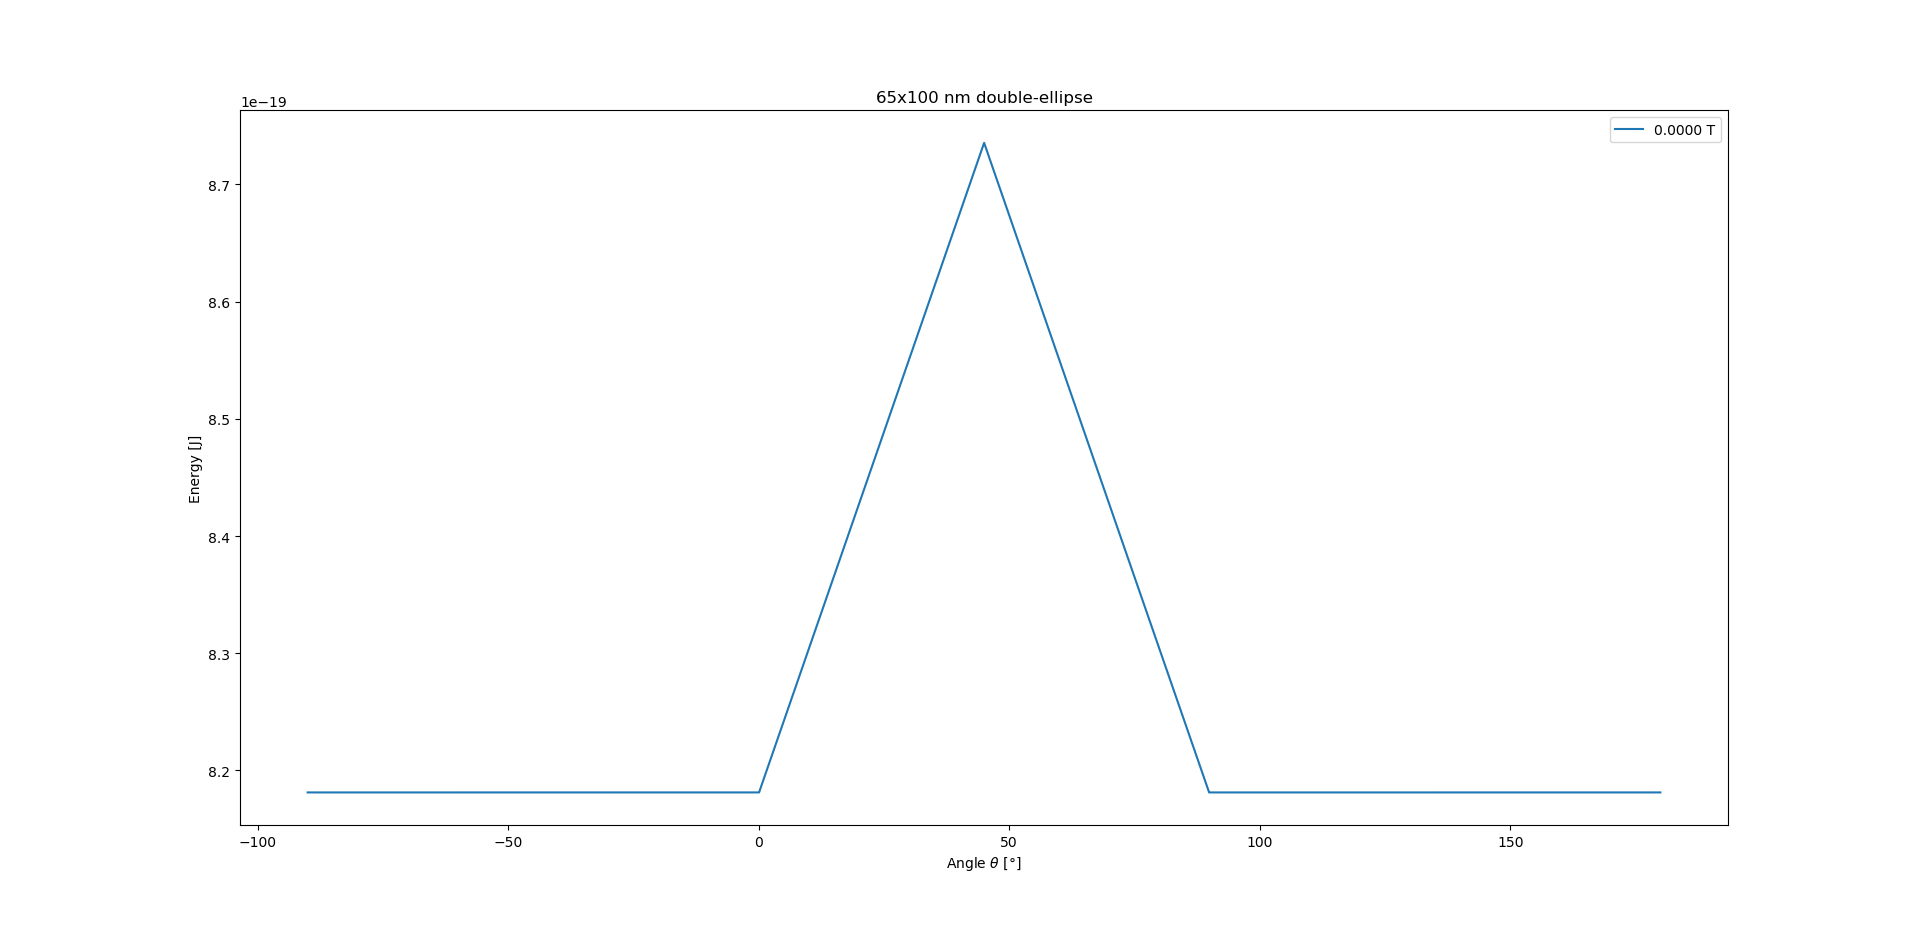 65x100 nm double-ellipse
1e−19
0.0000 T
8.7
8.6
8.5
8.4
8.3
8.2
Energy [J]
−100 −50 0 50 100 150
Angle θ [°]